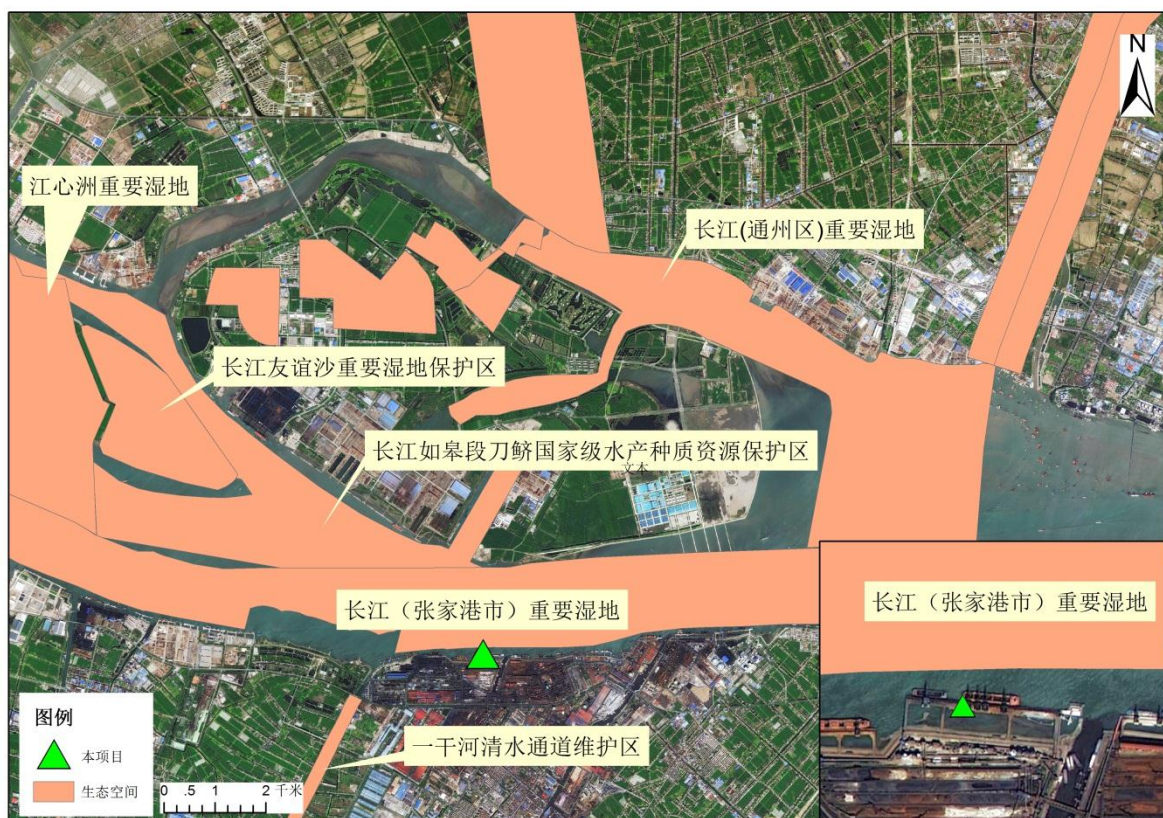 N
江心洲重要湿地
长江(通州区)重要湿地
长江友谊沙重要湿地保护区
长江如皋段刀鲚国家级水产种质资源保护区
文本
长江（张家港市）重要湿地
长江（张家港市）重要湿地
一干河清水通道维护区
图例
本项目
生态空间
0 .5 1 2 千米